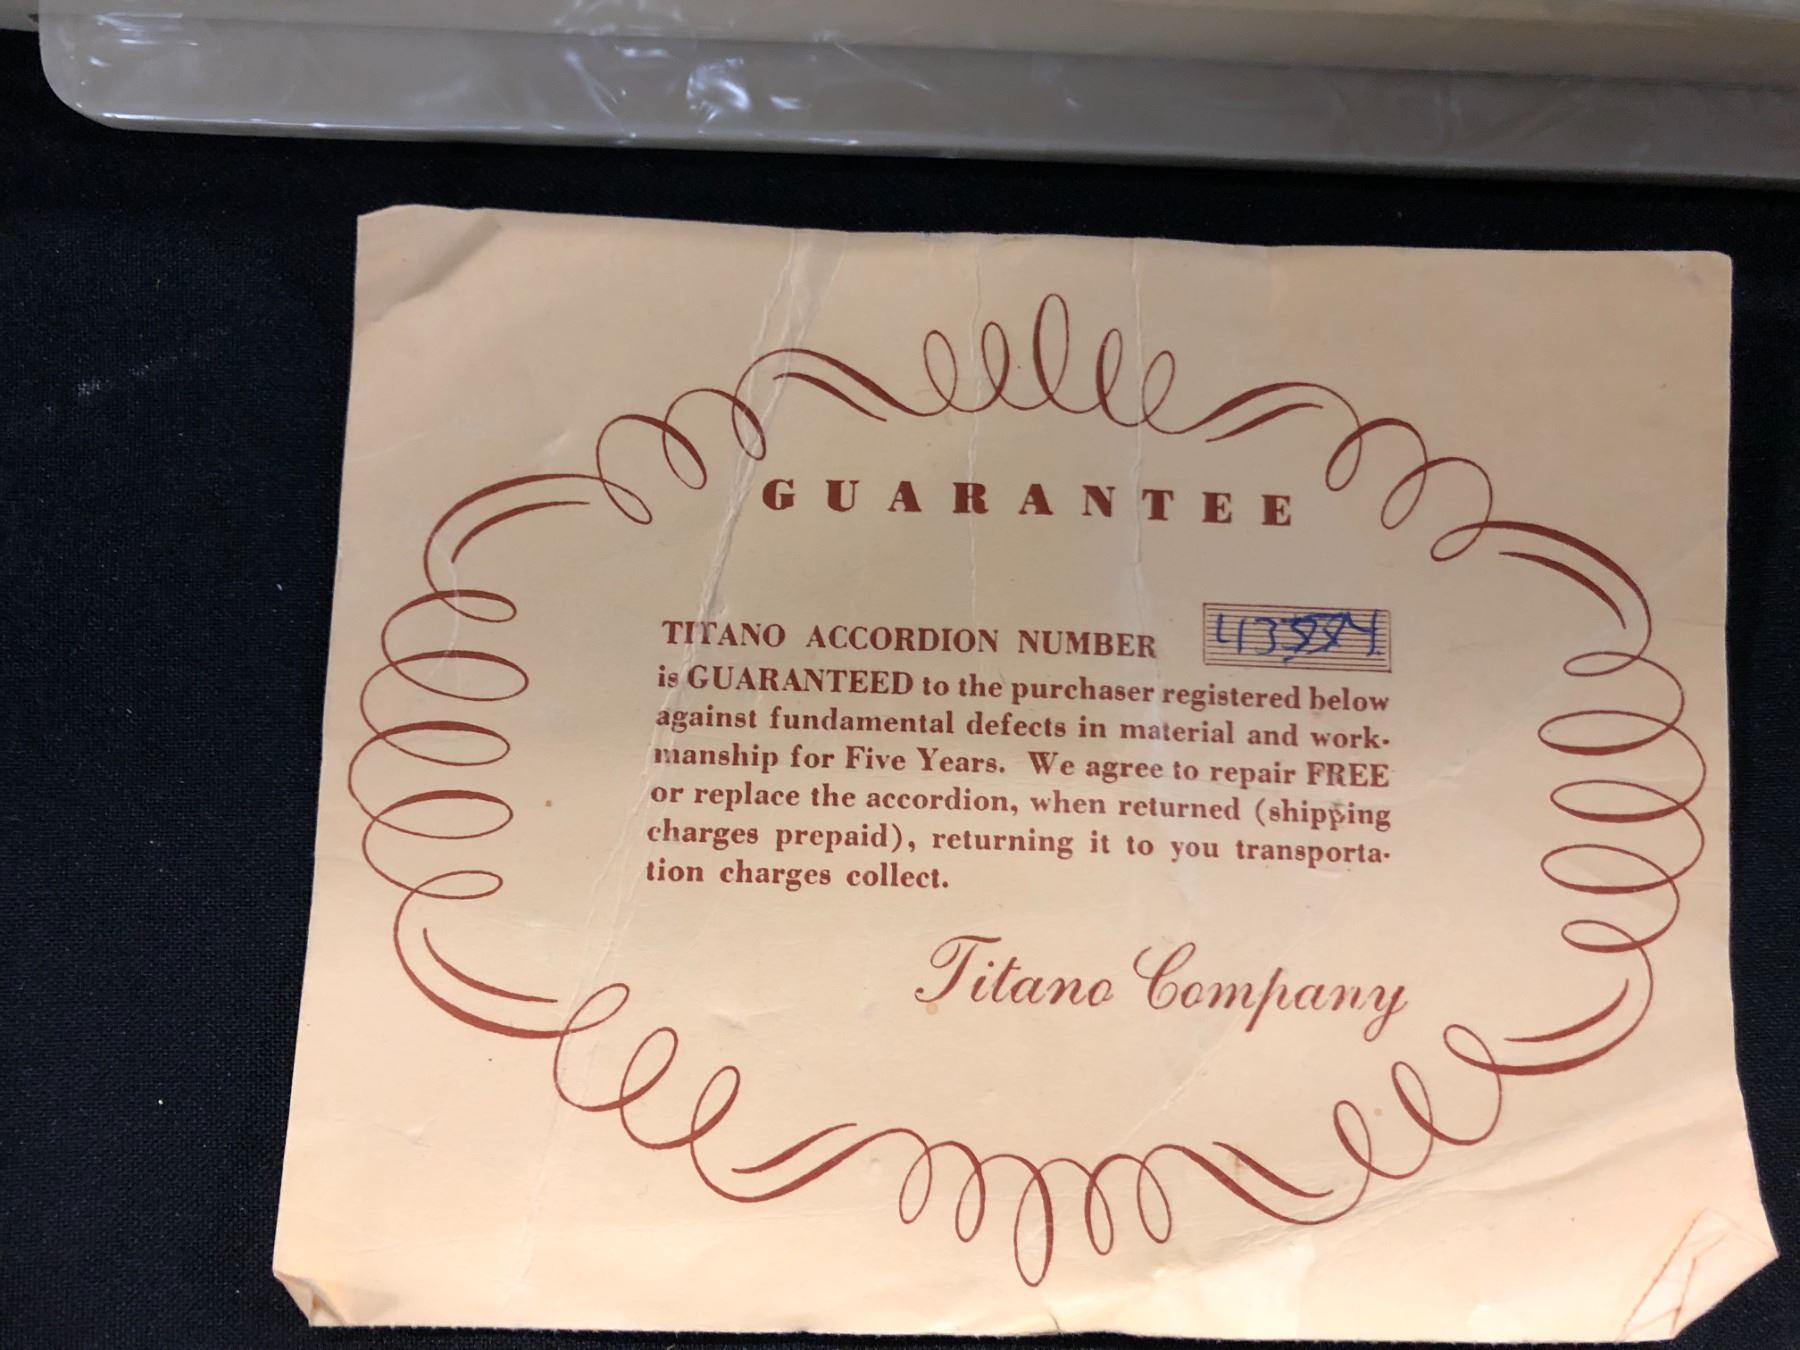 GUARANTEE
TITANO ACCORDION NUMBER
is GUARANTEED to the purchaser registered below
against fundamental defects in material and work-
manship for Five Years. We agree to repair FREE
or replace the accordion, when returned (shipping
charges prepaid), returning it to you transporta-
tion charges collect.
Titano Company